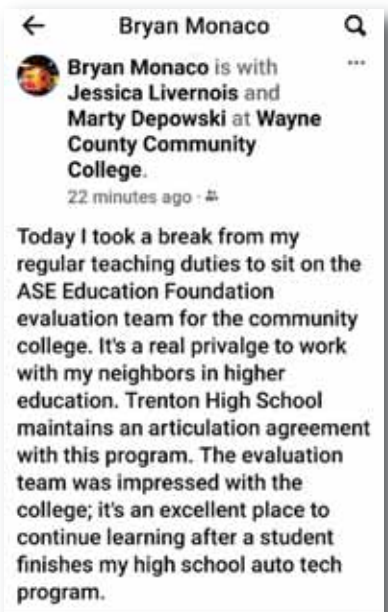 Bryan Monaco
Bryan Monaco is with
Jessica Livernois and
Marty Depowski at Wayne
County Community
College.
22 minutes ago ·
Today I took a break from my
regular teaching duties to sit on the
ASE Education Foundation
evaluation team for the community
college. It's a real privalge to work
with my neighbors in higher
education. Trenton High School
maintains an articulation agreement
with this program. The evaluation
team was impressed with the
college; it's an excellent place to
continue learning after a student
finishes my high school auto tech
program.